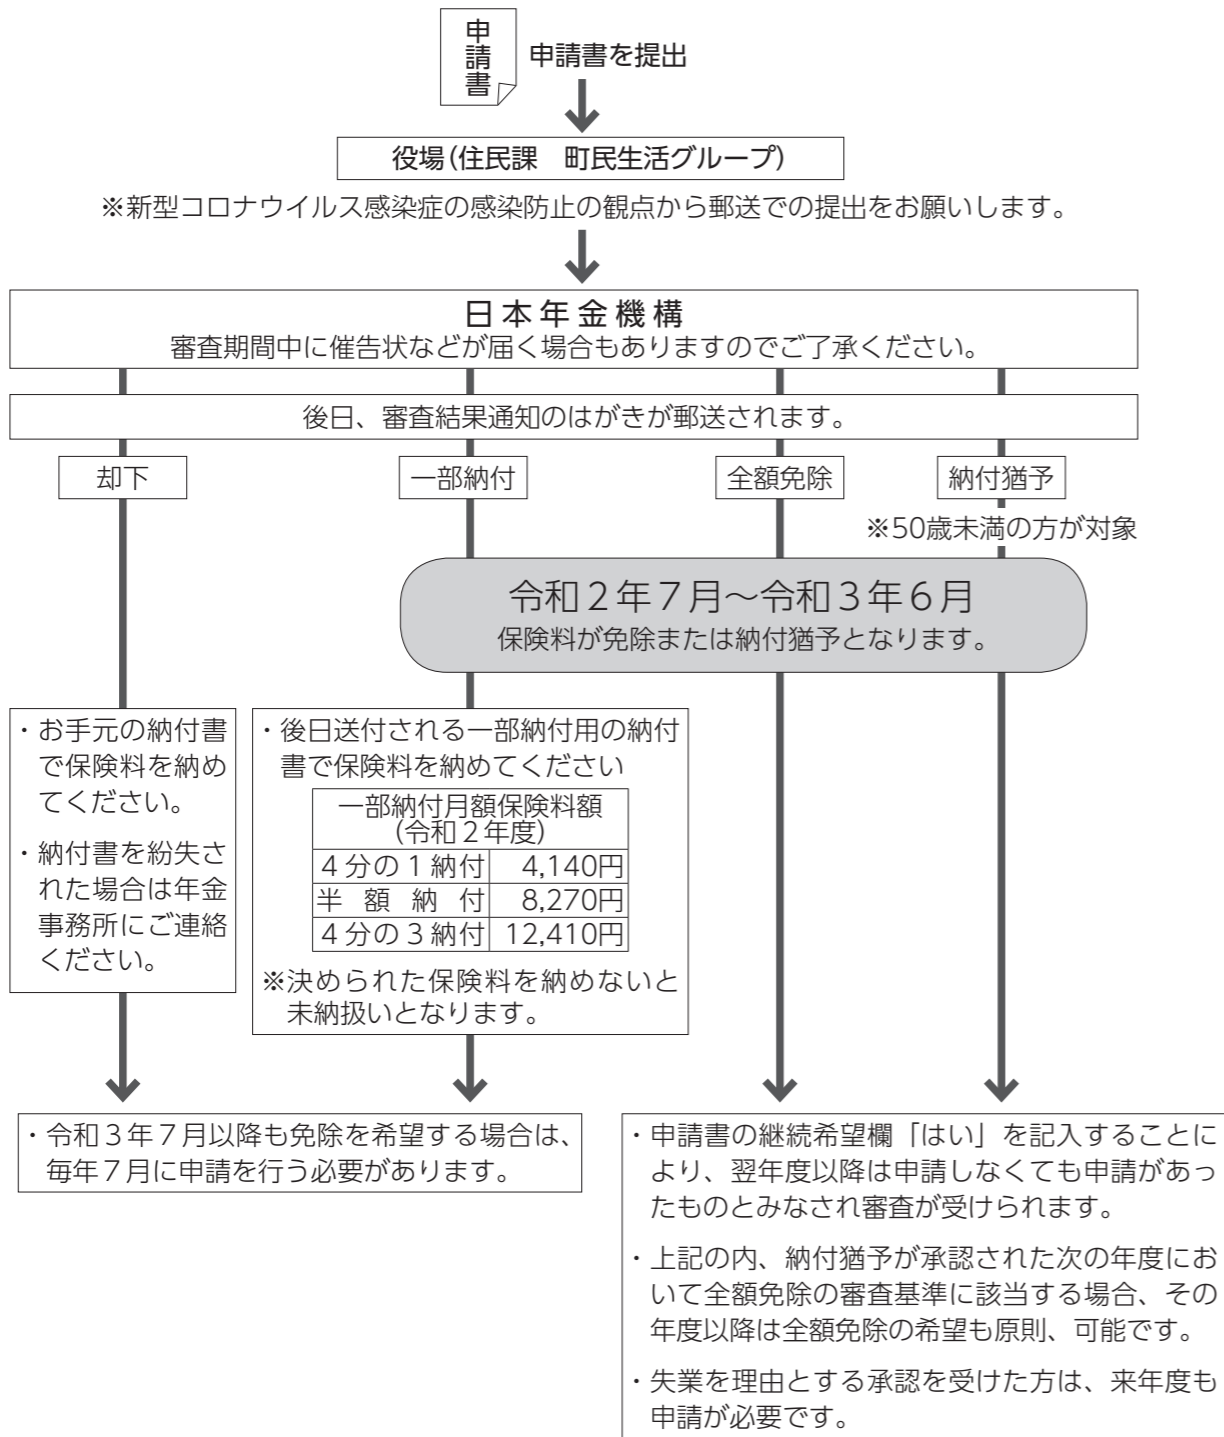 申請書
申請書を提出
役場(住民課　町民生活グループ)
※新型コロナウイルス感染症の感染防止の観点から郵送での提出をお願いします。
日本年金機構
審査期間中に催告状などが届く場合もありますのでご了承ください。
後日、審査結果通知のはがきが郵送されます。
却下
一部納付
全額免除
納付猶予
※50歳未満の方が対象
令和２年７月～令和３年６月
保険料が免除または納付猶予となります。
・お手元の納付書
で保険料を納め
てください。
・納付書を紛失さ
れた場合は年金
事務所にご連絡
ください。
・後日送付される一部納付用の納付
書で保険料を納めてください
一部納付月額保険料額
(令和２年度)
４分の１納付 4,140円
半額納付 8,270円
４分の３納付 12,410円
※決められた保険料を納めないと
未納扱いとなります。
・令和３年７月以降も免除を希望する場合は、
毎年７月に申請を行う必要があります。
・申請書の継続希望欄「はい」を記入することに
より、翌年度以降は申請しなくても申請があっ
たものとみなされ審査が受けられます。
・上記の内、納付猶予が承認された次の年度にお
いて全額免除の審査基準に該当する場合、その
年度以降は全額免除の希望も原則、可能です。
・失業を理由とする承認を受けた方は、来年度も
申請が必要です。